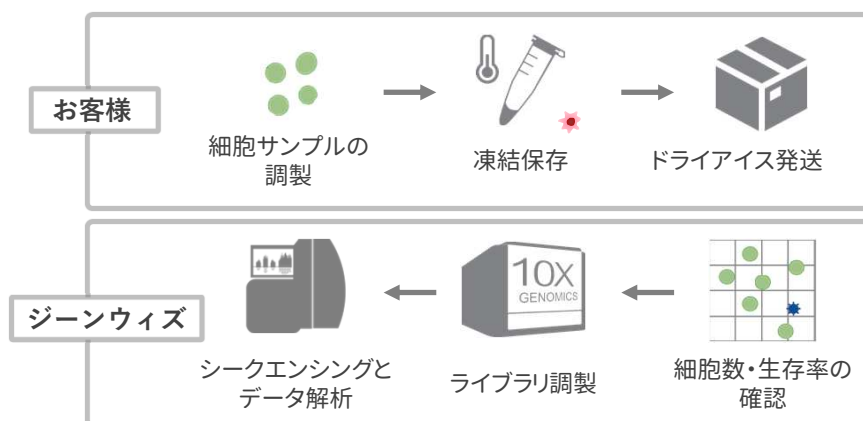 お客様
細胞サンプルの
調製
凍結保存
ドライアイス発送
ジーンウィズ
10X
GENOMICS
シークエンシングと
データ解析
ライブラリ調製
細胞数・生存率の
確認